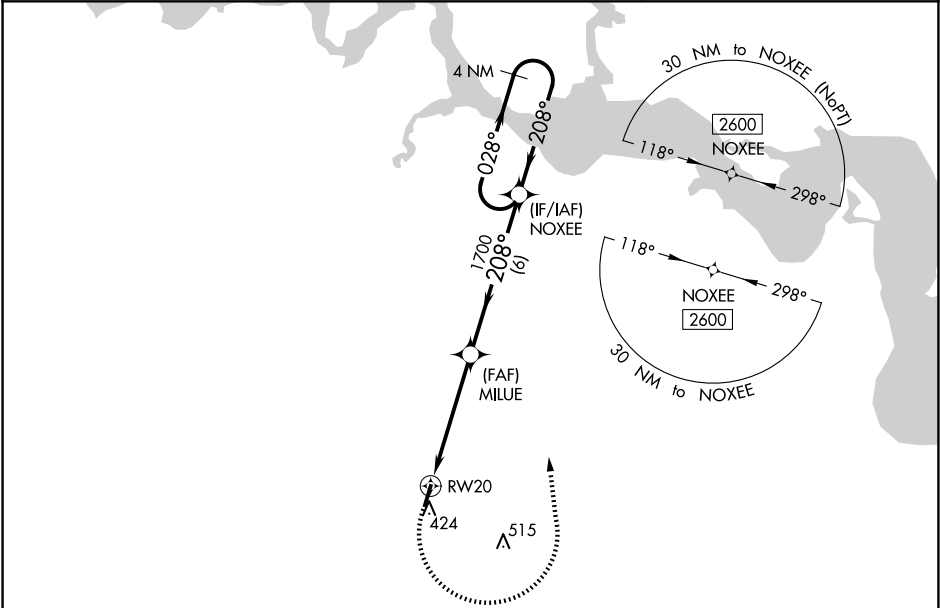 4 NM
028°
208°
(IF/IAF)
NOXEE
1700
208°
(6)
(FAF)
MILUE
RW20
424
515
30 NM to NOXEE (NoPT)
2600
NOXEE
118°
298°
118°
298°
NOXEE
2600
30 NM to NOXEE